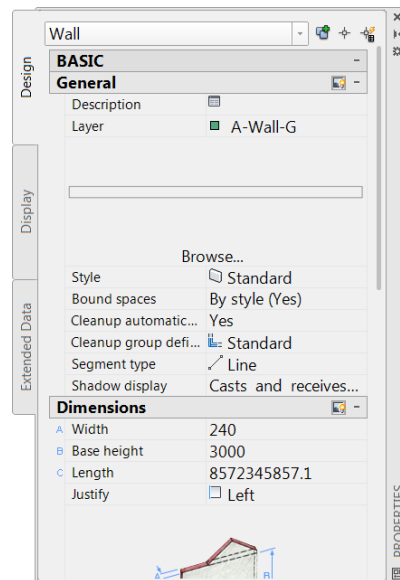 Wall
BASIC
General
Description
Layer A-Wall-G
Browse...
Style Standard
Bound spaces By style (Yes)
Cleanup automatic... Yes
Cleanup group defi... Standard
Segment type Line
Shadow display Casts and receives...
Dimensions
A Width 240
B Base height 3000
C Length 8572345857.1
Justify Left
A B
Design
Display
Extended Data
PROPERTIES